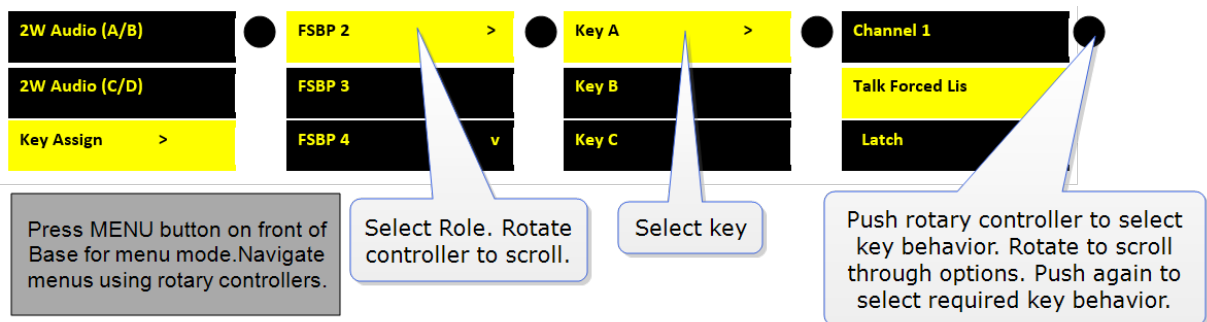 2W Audio (A/B)
FSBP 2 >
Key A >
Channel 1
2W Audio (C/D)
FSBP 3
Key B
Talk Forced Lis
Key Assign >
FSBP 4 v
Key C
Latch
Press MENU button on front of
Base for menu mode.Navigate
menus using rotary controllers.
Select Role. Rotate
controller to scroll.
Select key
Push rotary controller to select
key behavior. Rotate to scroll
through options. Push again to
select required key behavior.